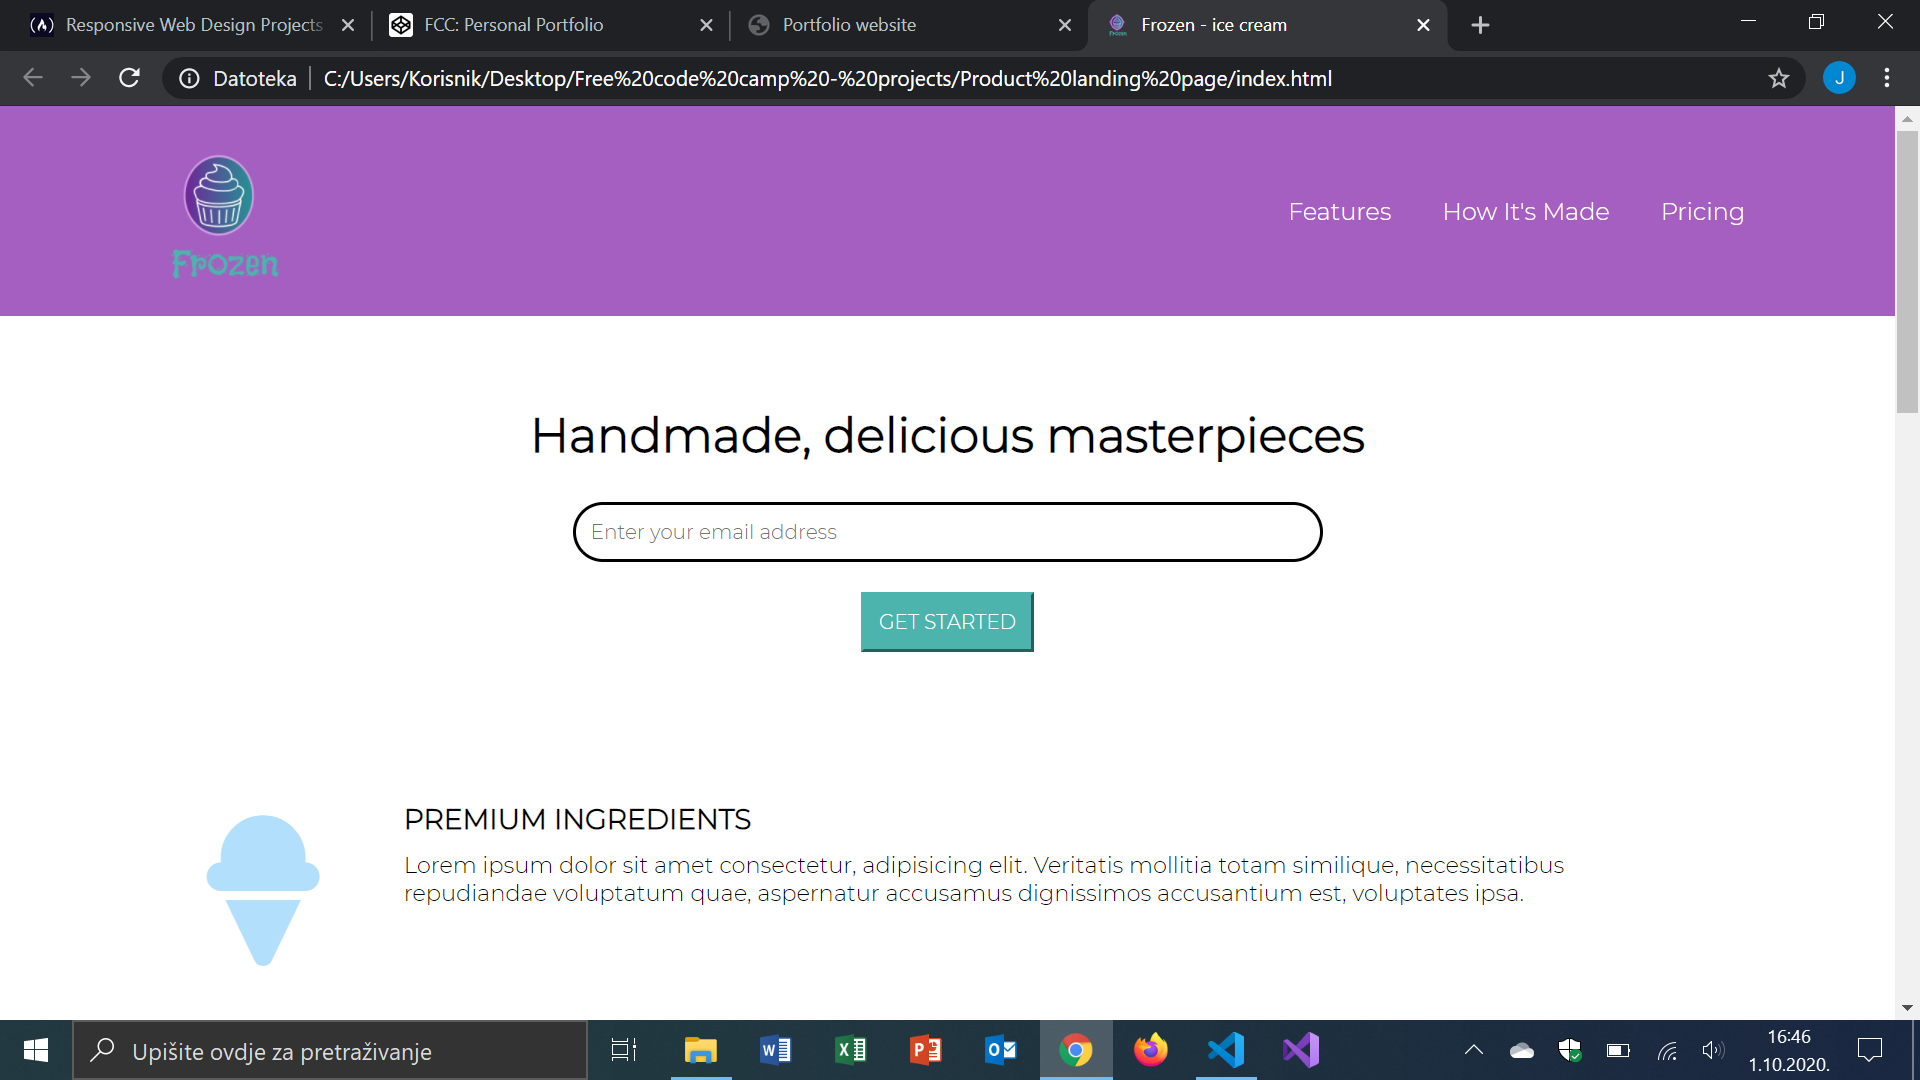 Responsive Web Design Projects
FCC: Personal Portfolio
Portfolio website
Frozen - ice cream
Datoteka
C:/Users/Korisnik/Desktop/Free%20code%20camp%20-%20projects/Product%20landing%20page/index.html
J
Frozen
Features
How It's Made
Pricing
Handmade, delicious masterpieces
Enter your email address
GET STARTED
PREMIUM INGREDIENTS
Lorem ipsum dolor sit amet consectetur, adipisicing elit. Veritatis mollitia totam similique, necessitatibus
repudiandae voluptatum quae, aspernatur accusamus dignissimos accusantium est, voluptates ipsa.
Upišite ovdje za pretraživanje
16:46
1.10.2020.